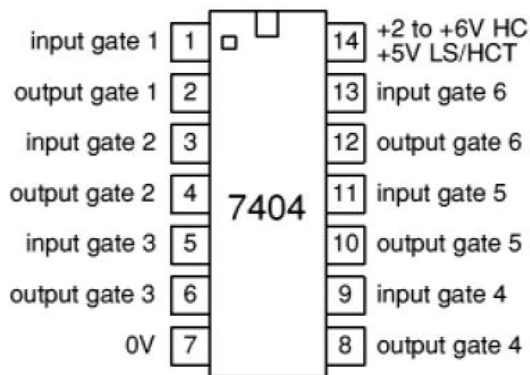 input gate 1 1 14 +2 to +6V HC
+5V LS/HCT
output gate 1 2 13 input gate 6
input gate 2 3 12 output gate 6
output gate 2 4 11 input gate 5
7404
input gate 3 5 10 output gate 5
output gate 3 6 9 input gate 4
0V 7 8 output gate 4